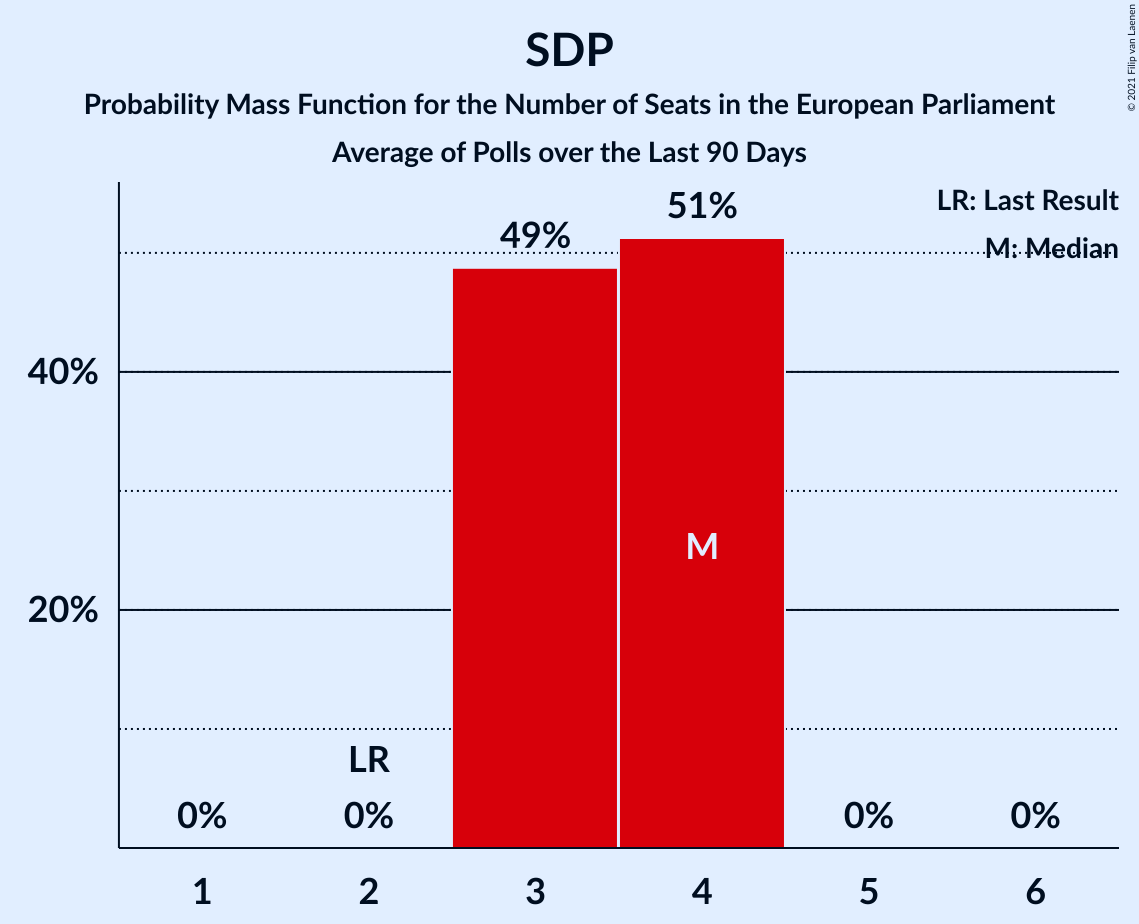 SDP
Probability Mass Function for the Number of Seats in the European Parliament
Average of Polls over the Last 90 Days
© 2021 Filip van Laenen
LR: Last Result
M: Median
51%
49%
40%
M
20%
LR
0%
0%
0%
0%
1 2 3 4 5 6